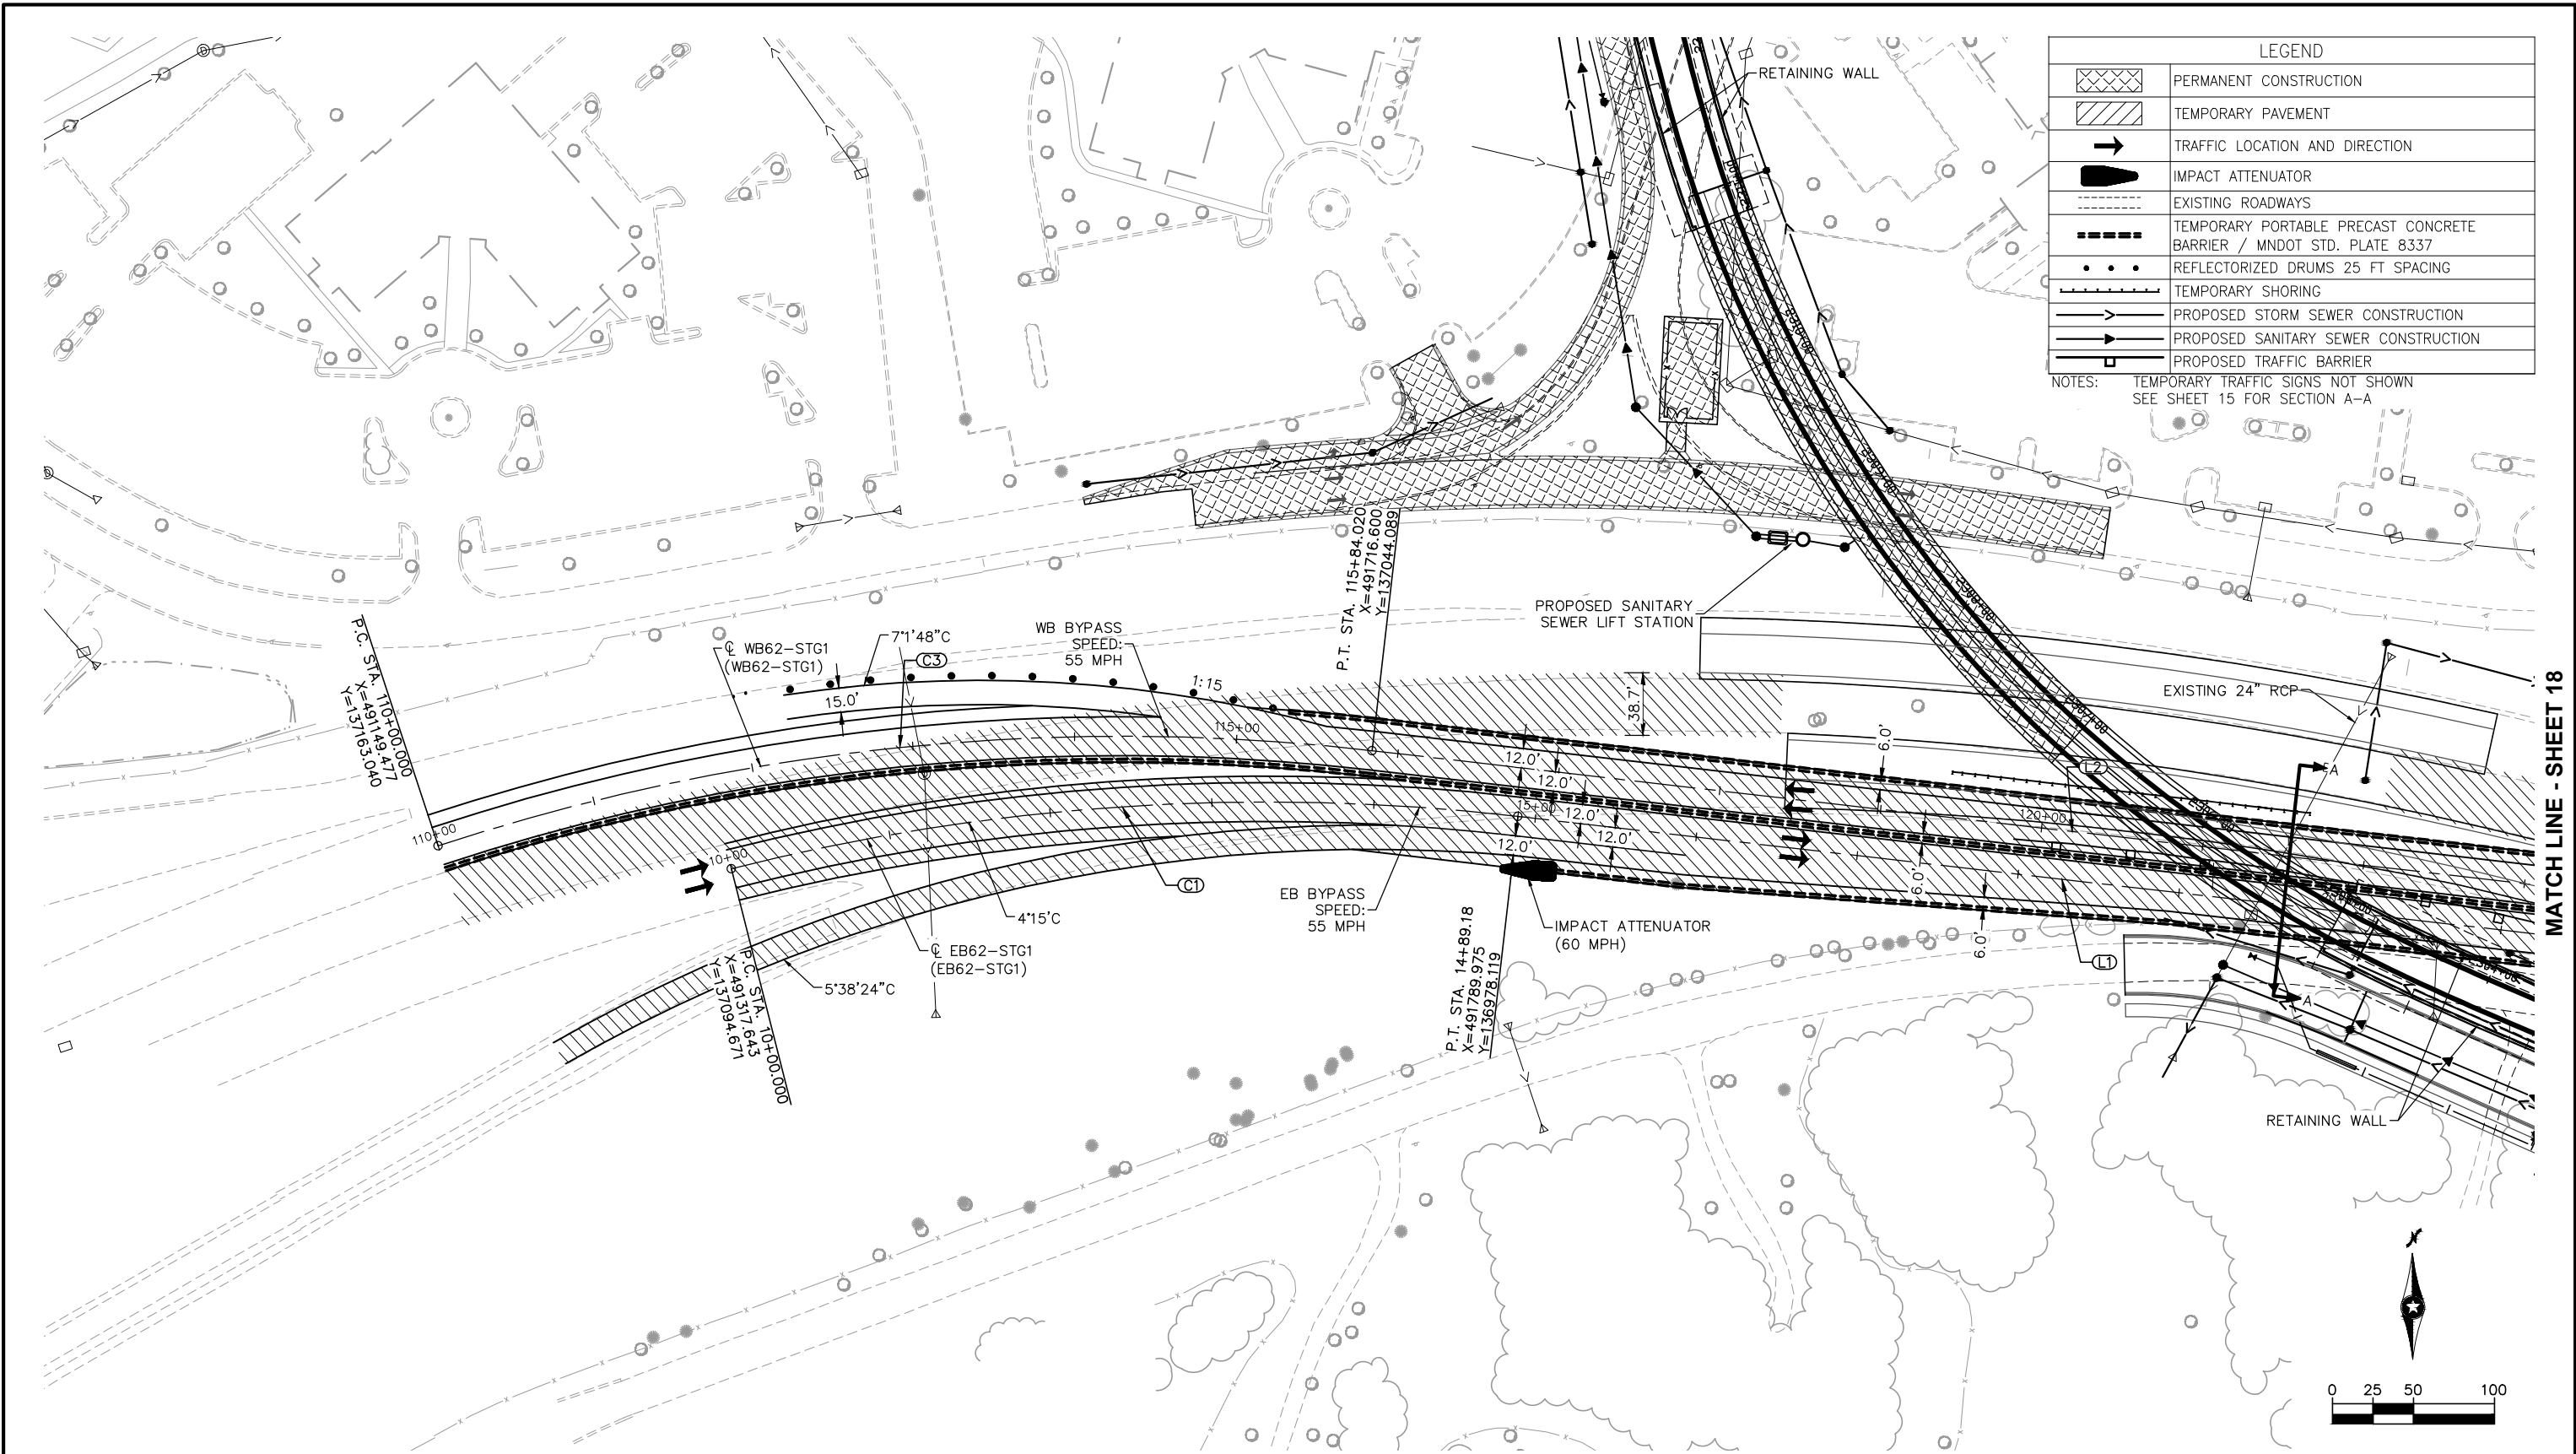 LEGEND
PERMANENT CONSTRUCTION
TEMPORARY PAVEMENT
TRAFFIC LOCATION AND DIRECTION
IMPACT ATTENUATOR
EXISTING ROADWAYS
TEMPORARY PORTABLE PRECAST CONCRETE
BARRIER / MNDOT STD. PLATE 8337
REFLECTORIZED DRUMS 25 FT SPACING
TEMPORARY SHORING
PROPOSED STORM SEWER CONSTRUCTION
PROPOSED SANITARY SEWER CONSTRUCTION
PROPOSED TRAFFIC BARRIER
NOTES: TEMPORARY TRAFFIC SIGNS NOT SHOWN
SEE SHEET 15 FOR SECTION A-A
RETAINING WALL
P.T. STA. 115+84.020
X=491716.600
Y=137044.089
PROPOSED SANITARY
SEWER LIFT STATION
P.C. STA. 110+00.000
X=491149.477
Y=137163.040
℄ WB62-STG1
(WB62-STG1)
7°1'48"C
C3
WB BYPASS
SPEED:
55 MPH
1:15
15.0'
115+00
38.7'
EXISTING 24" RCP
MATCH LINE - SHEET 18
110+00
10+00
12.0'
12.0'
15+00
12.0'
12.0'
12.0'
6.0'
6.0'
6.0'
L2
120+00
A
C1
4°15'C
℄ EB62-STG1
(EB62-STG1)
5°38'24"C
P.C. STA. 10+00.000
X=491317.643
Y=137094.671
EB BYPASS
SPEED:
55 MPH
IMPACT ATTENUATOR
(60 MPH)
P.T. STA. 14+89.18
X=491789.975
Y=136978.119
L1
A
RETAINING WALL
N
0 25 50 100